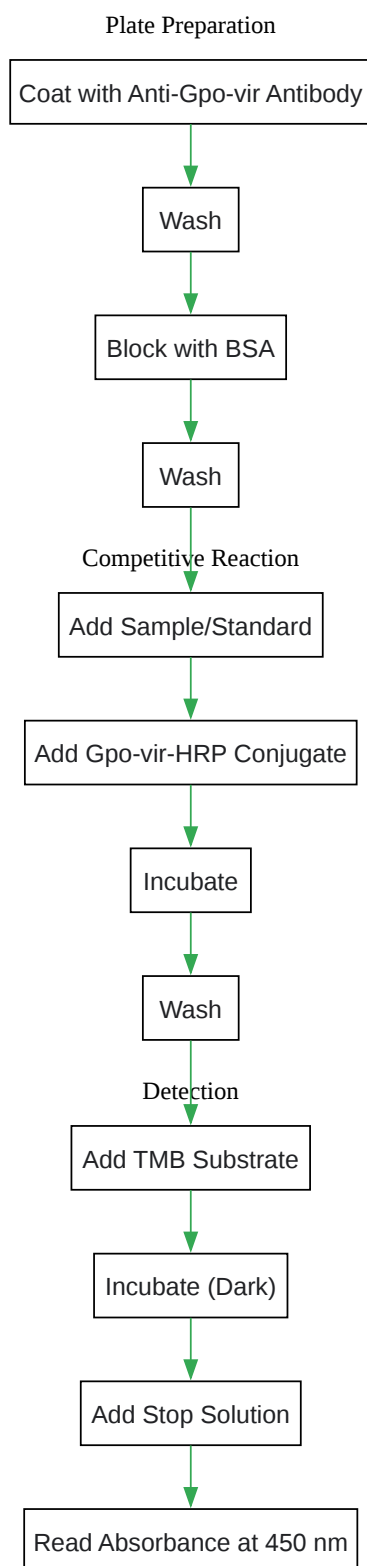 Plate Preparation
Coat with Anti-Gpo-vir Antibody
Wash
Block with BSA
Wash
Competitive Reaction
Add Sample/Standard
Add Gpo-vir-HRP Conjugate
Incubate
Wash
Detection
Add TMB Substrate
Incubate (Dark)
Add Stop Solution
Read Absorbance at 450 nm